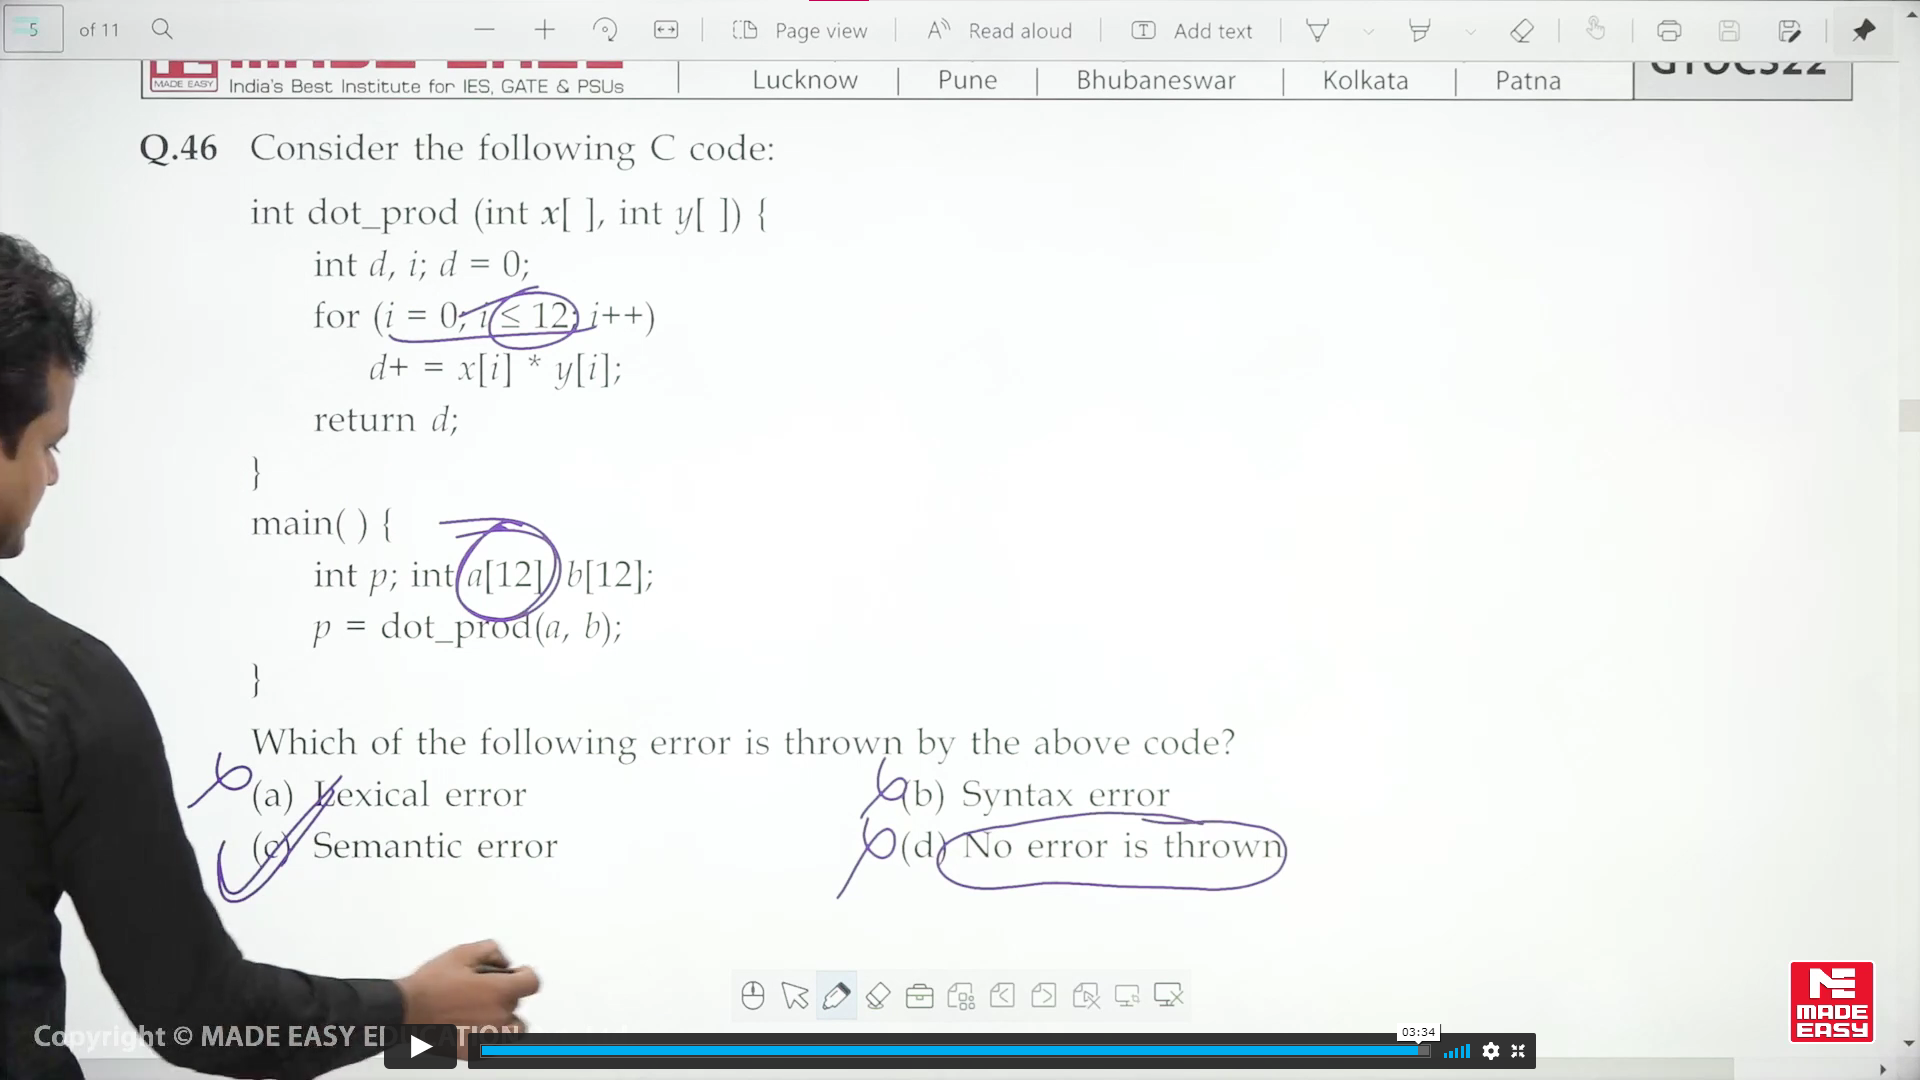 5 of 11 Page view Read aloud Add text
MADE EASY India's Best Institute for IES, GATE & PSUs Lucknow Pune Bhubaneswar Kolkata Patna
Q.46 Consider the following C code:
int dot_prod (int x[ ], int y[ ]) {
int d, i; d = 0;
for (i = 0; i ≤ 12; i++)
d+ = x[i] * y[i];
return d;
}
main( ) {
int p; int a[12], b[12];
p = dot_prod(a, b);
}
Which of the following error is thrown by the above code?
(a) Lexical error (b) Syntax error
(c) Semantic error (d) No error is thrown
MADE
EASY
Copyright © MADE EASY EDUCATION
03:34